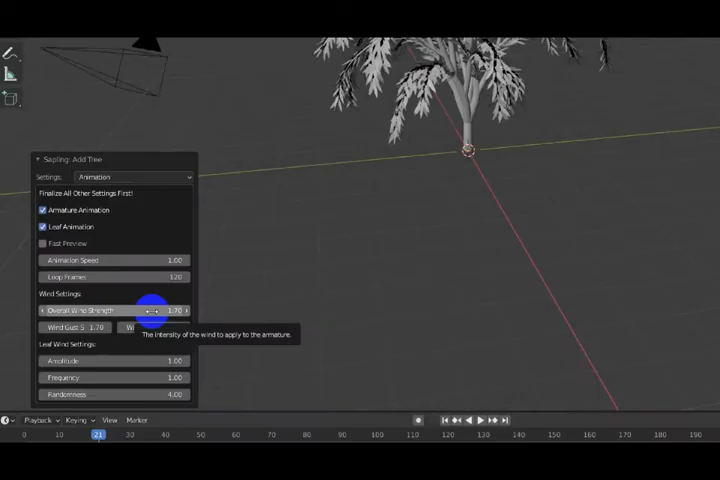 Sapling: Add Tree
Settings: Animation
Finalize All Other Settings First!
Armature Animation
Leaf Animation
Fast Preview
Animation Speed 1.00
Loop Frames 120
Wind Settings:
Overall Wind Strength 1.70
Wind Gust S 1.70
The intensity of the wind to apply to the armature.
Leaf Wind Settings:
Amplitude 1.00
Frequency 1.00
Randomness 4.00
Playback Keying View Marker
0 10 21 30 40 50 60 70 80 90 100 110 120 130 140 150 160 170 180 190